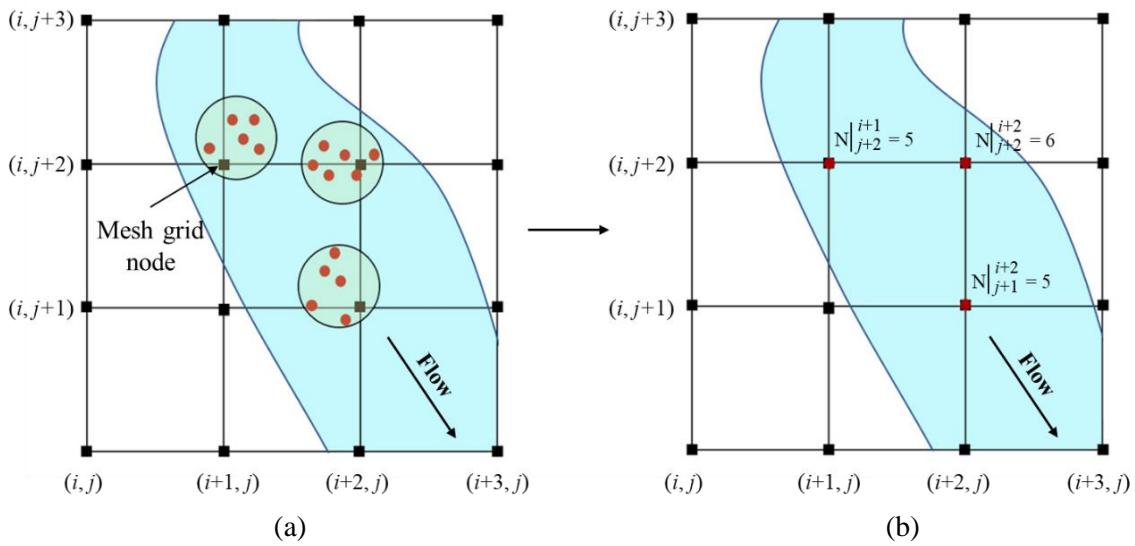 (i, j+3)
(i, j+2)
(i, j+1)
Mesh grid
node
Flow
(i, j)
(i+1, j)
(i+2, j)
(i+3, j)
(a)
(i, j+3)
N|^{i+1}_{j+2} = 5
N|^{i+2}_{j+2} = 6
(i, j+2)
N|^{i+2}_{j+1} = 5
(i, j+1)
Flow
(i, j)
(i+1, j)
(i+2, j)
(i+3, j)
(b)